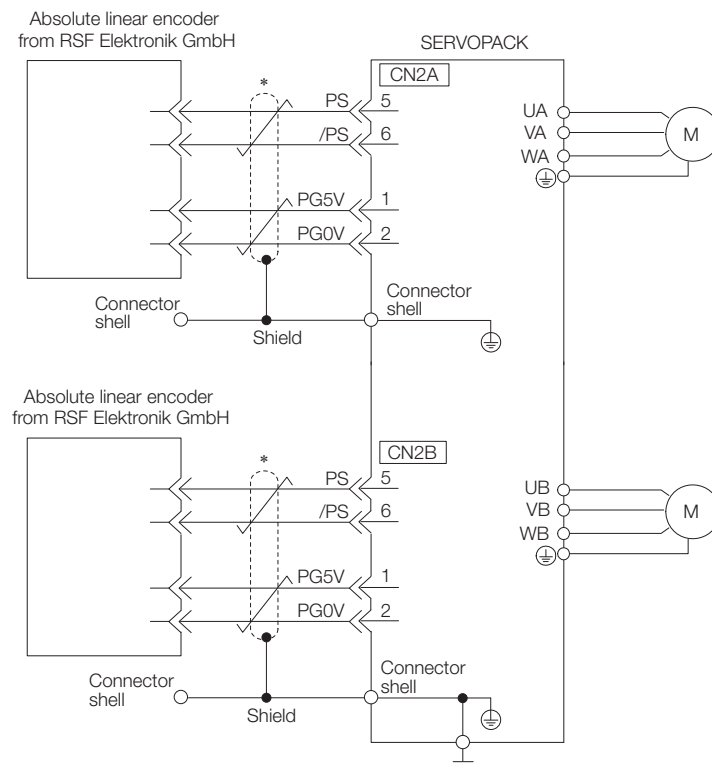 Absolute linear encoder
from RSF Elektronik GmbH
SERVOPACK
CN2A
*
PS 5
/PS 6
PG5V 1
PG0V 2
UA
VA
WA
M
Connector
shell
Shield
Connector
shell
Absolute linear encoder
from RSF Elektronik GmbH
CN2B
*
PS 5
/PS 6
PG5V 1
PG0V 2
UB
VB
WB
M
Connector
shell
Shield
Connector
shell